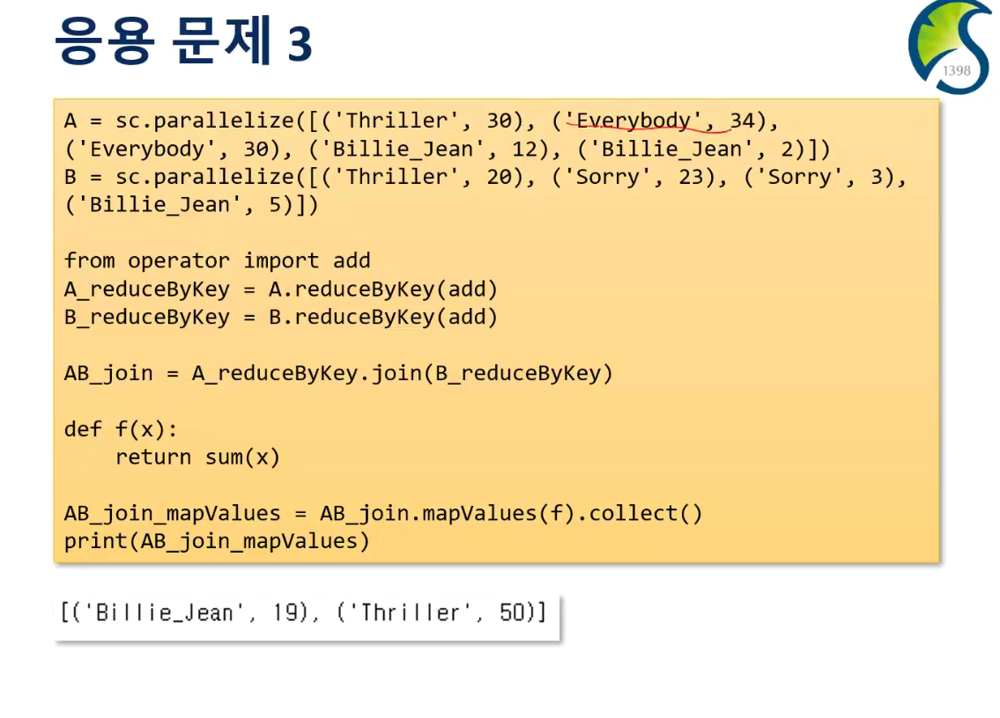 응용 문제 3
1398
A = sc.parallelize([('Thriller', 30), ('Everybody', 34),
('Everybody', 30), ('Billie_Jean', 12), ('Billie_Jean', 2)])
B = sc.parallelize([('Thriller', 20), ('Sorry', 23), ('Sorry', 3),
('Billie_Jean', 5)])
from operator import add
A_reduceByKey = A.reduceByKey(add)
B_reduceByKey = B.reduceByKey(add)
AB_join = A_reduceByKey.join(B_reduceByKey)
def f(x):
    return sum(x)
AB_join_mapValues = AB_join.mapValues(f).collect()
print(AB_join_mapValues)
[('Billie_Jean', 19), ('Thriller', 50)]